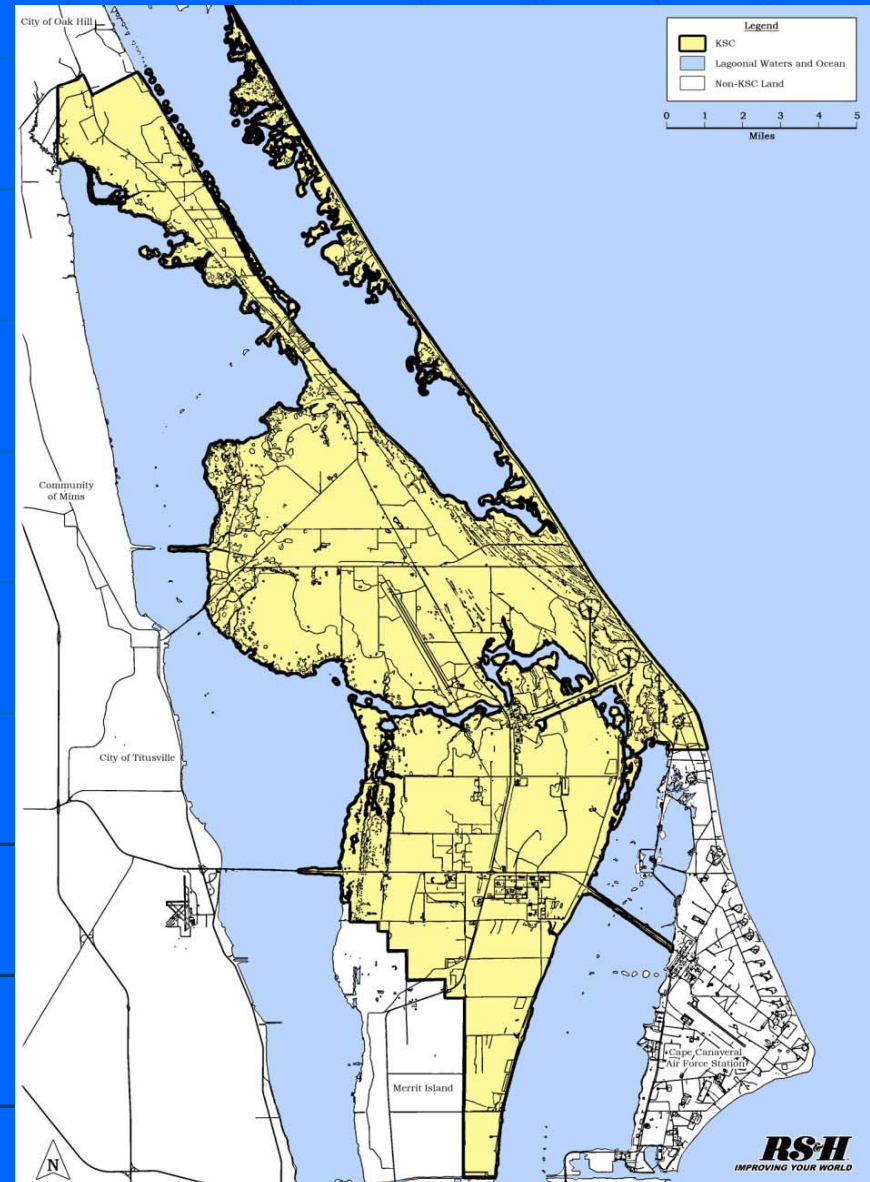 City of Oak Hill
Legend
KSC
Lagoonal Waters and Ocean
Non-KSC Land
0 1 2 3 4 5
Miles
Community
of Mims
City of Titusville
Cape Canaveral
Air Force Station
Merrit Island
N
RS&H
IMPROVING YOUR WORLD